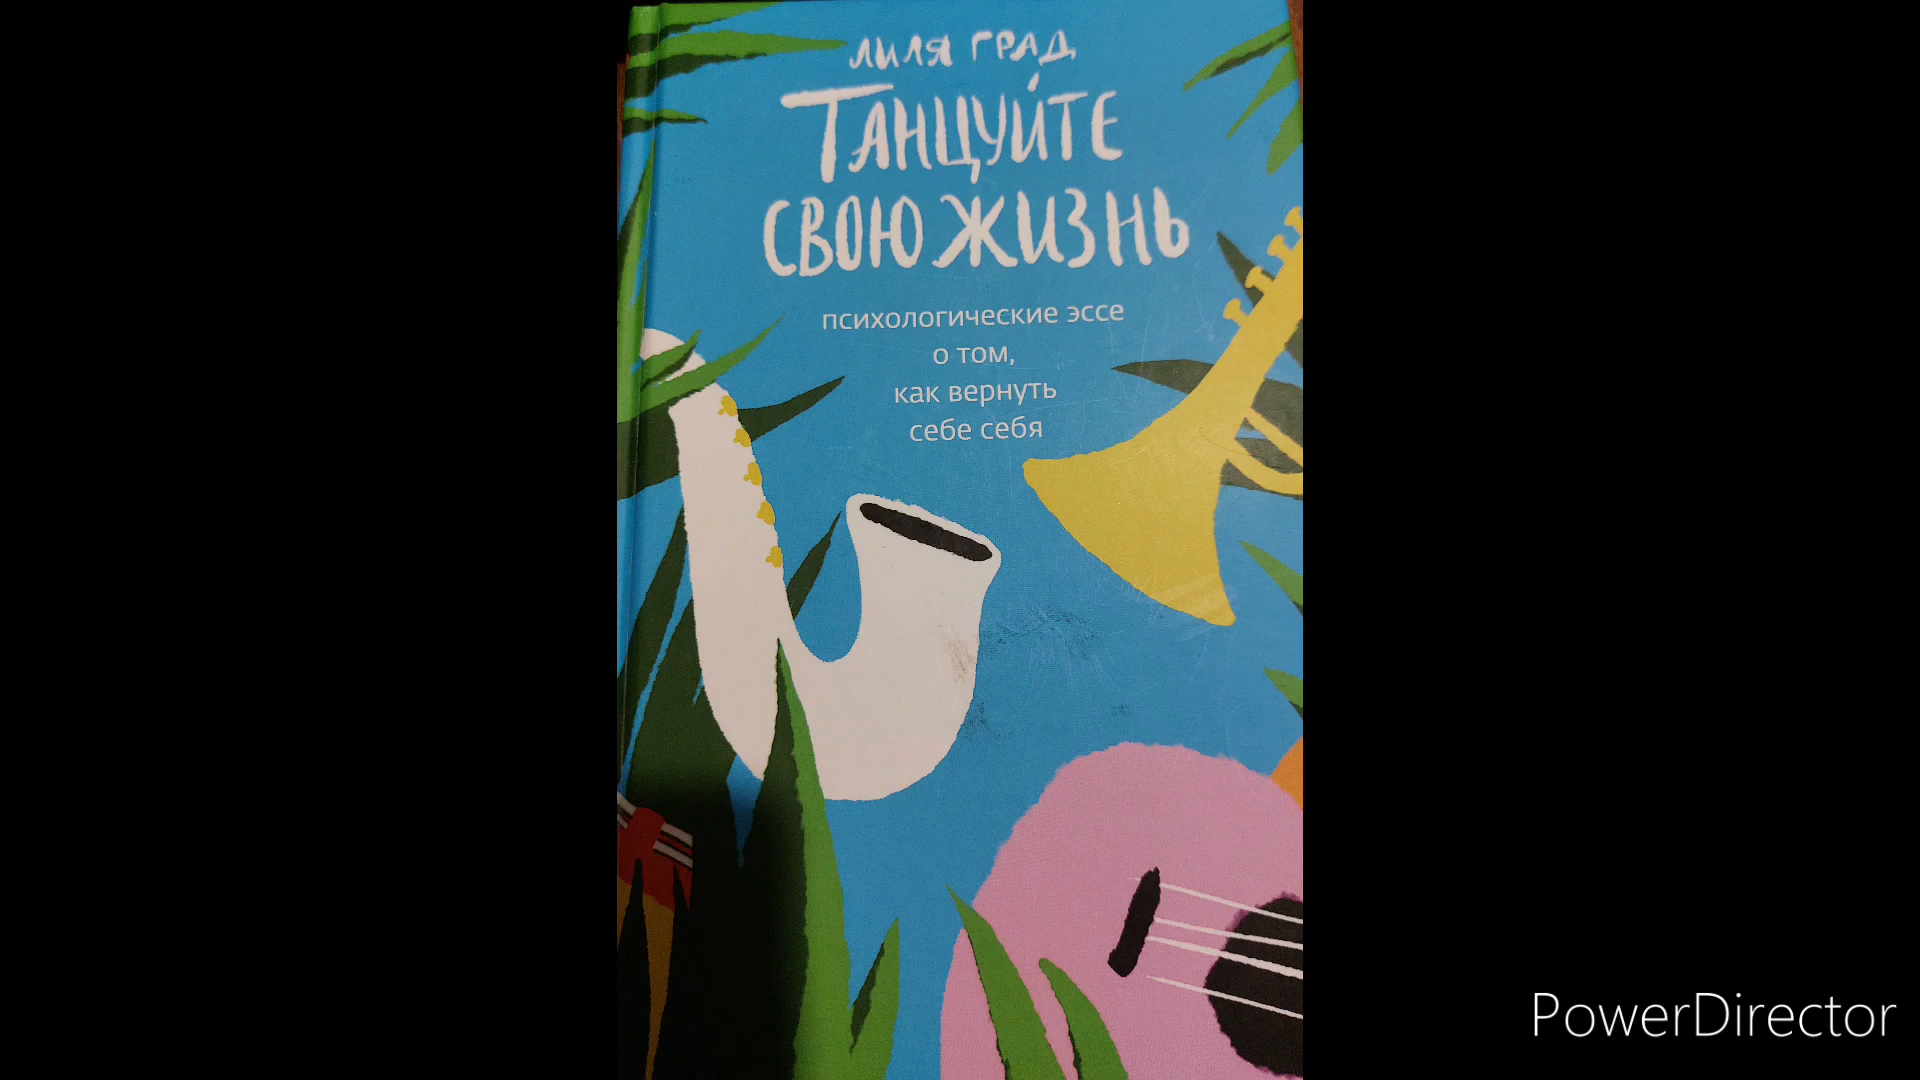 Лиля Град
Танцуйте
свою жизнь
психологические эссе
о том,
как вернуть
себе себя
PowerDirector